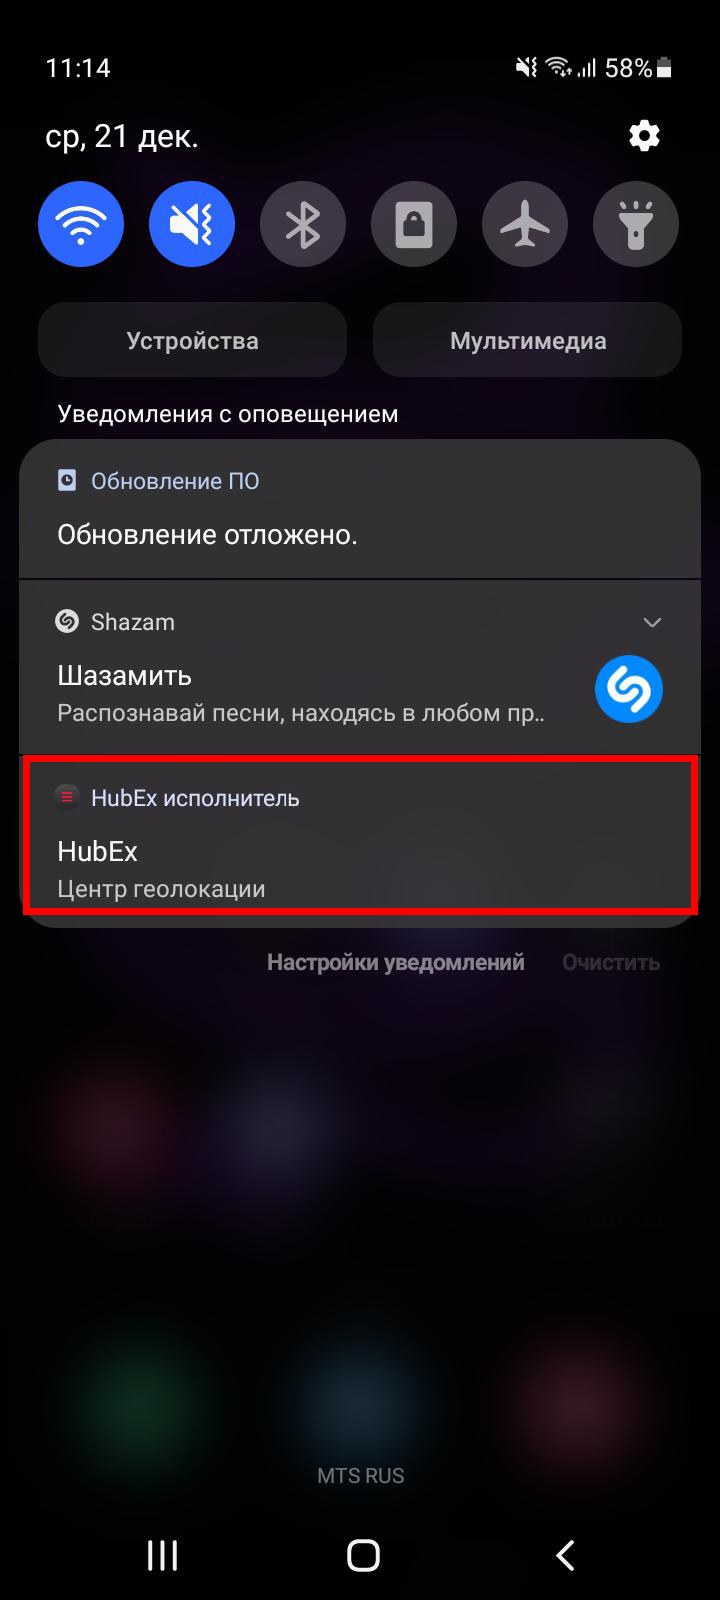 11:14
58%
ср, 21 дек.
Устройства
Мультимедиа
Уведомления с оповещением
Обновление ПО
Обновление отложено.
Shazam
Шазамить
Распознавай песни, находясь в любом пр..
HubEx исполнитель
HubEx
Центр геолокации
Настройки уведомлений
Очистить
MTS RUS